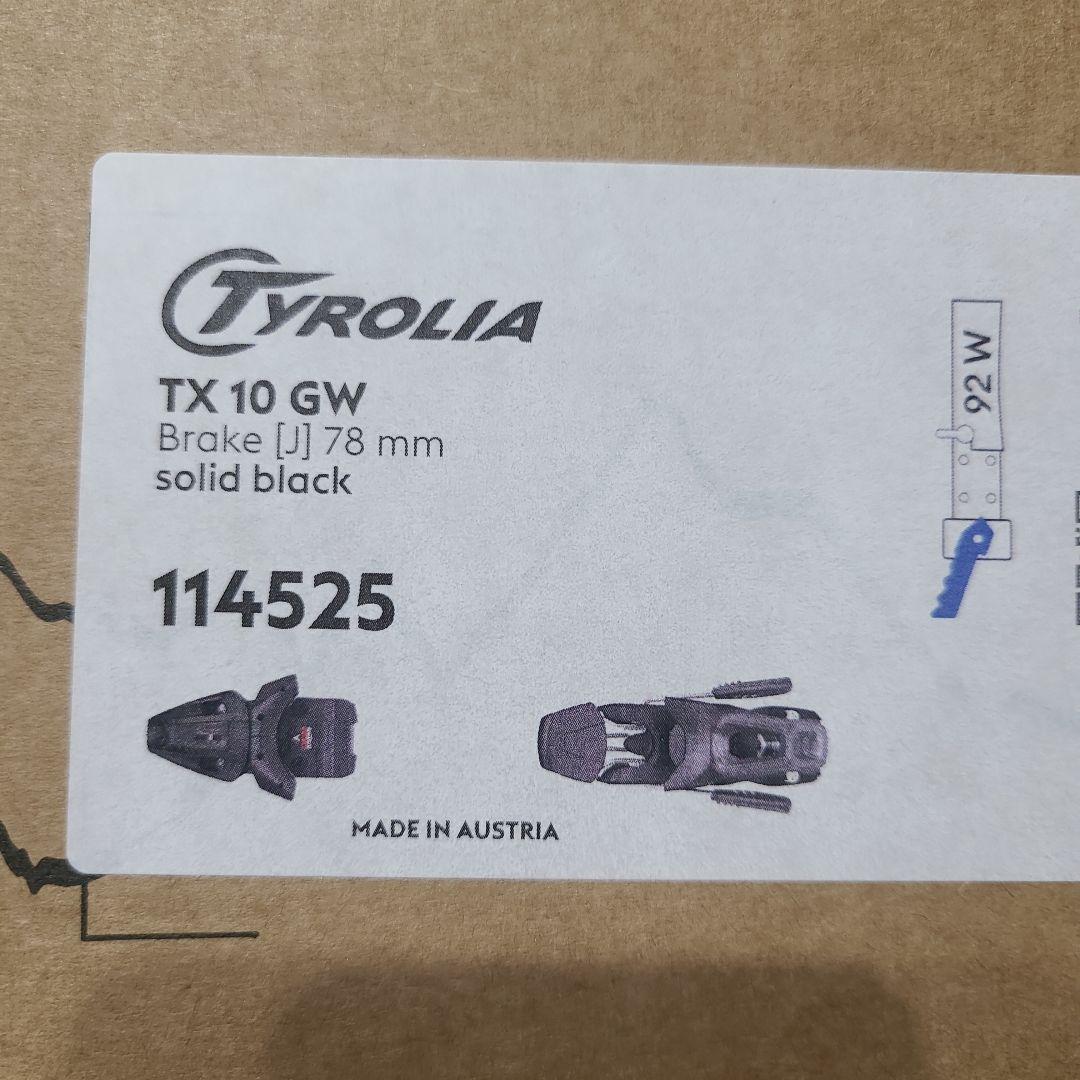 TYROLIA
TX 10 GW
Brake [J] 78 mm
solid black
114525
MADE IN AUSTRIA
92 W